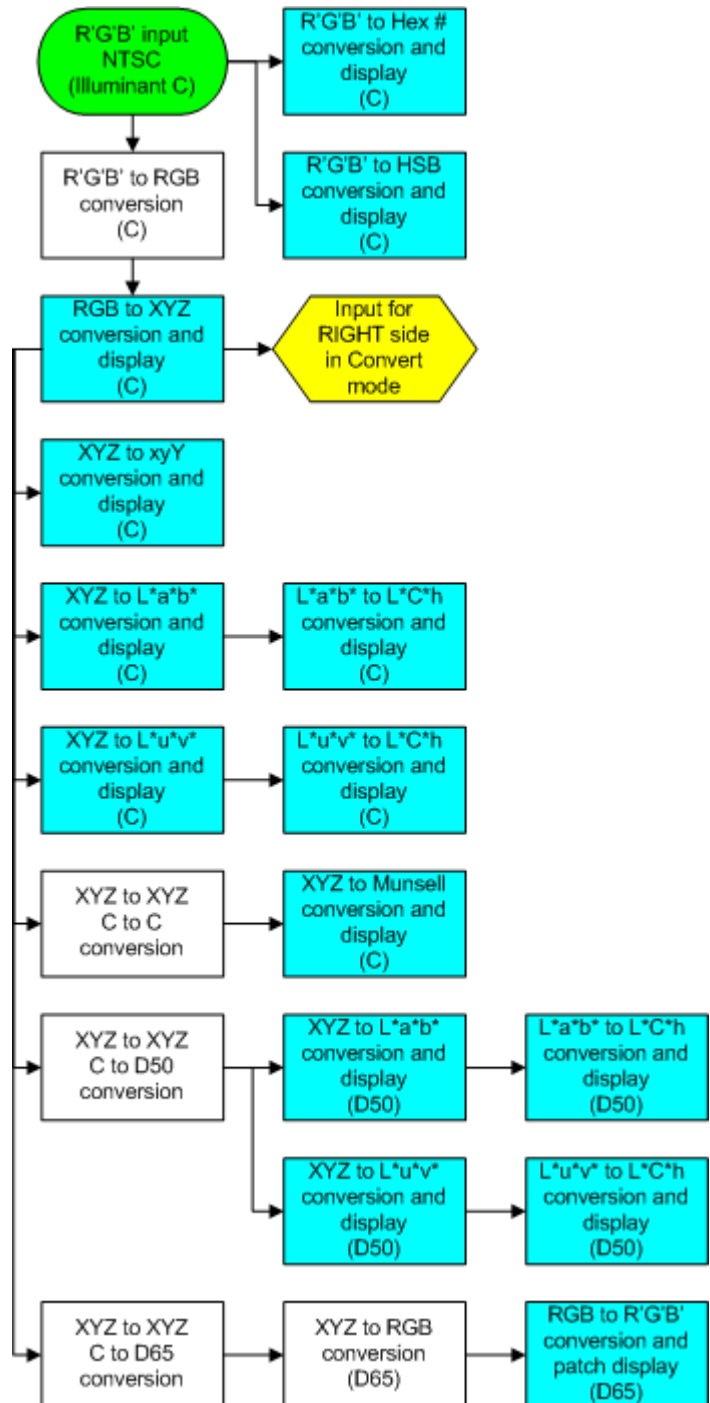 R'G'B' input
NTSC
(Illuminant C)
R'G'B' to Hex #
conversion and
display
(C)
R'G'B' to RGB
conversion
(C)
R'G'B' to HSB
conversion and
display
(C)
RGB to XYZ
conversion and
display
(C)
Input for
RIGHT side
in Convert
mode
XYZ to xyY
conversion and
display
(C)
XYZ to L*a*b*
conversion and
display
(C)
L*a*b* to L*C*h
conversion and
display
(C)
XYZ to L*u*v*
conversion and
display
(C)
L*u*v* to L*C*h
conversion and
display
(C)
XYZ to XYZ
C to C
conversion
XYZ to Munsell
conversion and
display
(C)
XYZ to XYZ
C to D50
conversion
XYZ to L*a*b*
conversion and
display
(D50)
L*a*b* to L*C*h
conversion and
display
(D50)
XYZ to L*u*v*
conversion and
display
(D50)
L*u*v* to L*C*h
conversion and
display
(D50)
XYZ to XYZ
C to D65
conversion
XYZ to RGB
conversion
(D65)
RGB to R'G'B'
conversion and
patch display
(D65)